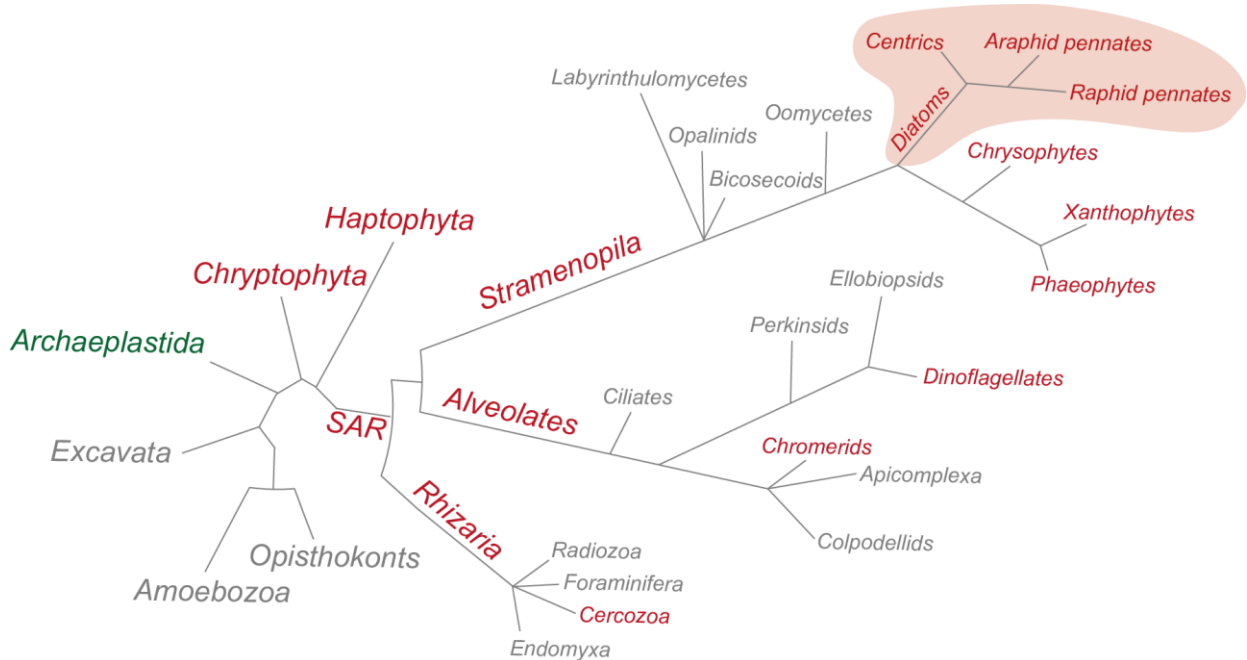 Centrics
Araphid pennates
Raphid pennates
Diatoms
Labyrinthulomycetes
Opalinids
Oomycetes
Bicosecoids
Chrysophytes
Xanthophytes
Phaeophytes
Haptophyta
Chryptophyta
Stramenopila
Archaeplastida
Ellobiopsids
Perkinsids
Dinoflagellates
Ciliates
Alveolates
SAR
Chromerids
Apicomplexa
Colpodellids
Excavata
Rhizaria
Opisthokonts
Amoebozoa
Radiozoa
Foraminifera
Cercozoa
Endomyxa